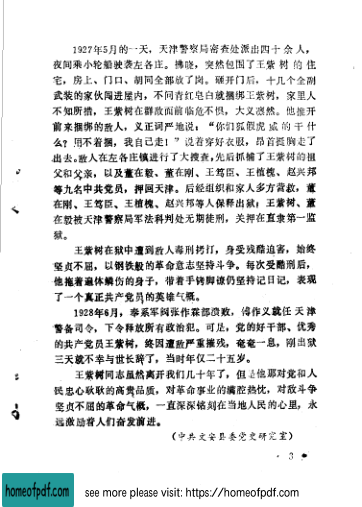 1927年5月的一天，天津警察局審查处派出四十余人，
夜间乘小轮船驶袭左各庄。拂晓，突然包围了王紫树的住
宅，房上、门口、胡同全部放了岗。砸开门后，十几个全副
武装的家伙闯进屋内，不问青红皂白就捆绑王紫树，家里人
不知所措，王紫树在群敌面前临危不惧，大义凛然。他推开
前来捆绑的敌人，义正词严地说：“你们狐假虎威的干什
么？用不着捆，我自己走！”说着穿好衣服，昂首挺胸走了
出去。敌人在左各庄镇进行了大搜查，先后抓捕了王紫树的祖
父和父亲，以及董在毅、董在刚、王笃臣、王植槐、赵兴邦
等九名中共党员，押回天津。后经组织和家人多方营救，董
在刚、王笃臣、王植槐、赵兴邦等人保释出狱；王紫树、董
在毅被天津警察局军法科判处无期徒刑，关押在直隶第一监
狱。
王紫树在狱中遭到敌人毒刑拷打，身受残酷迫害，始终
坚贞不屈，以钢铁般的革命意志坚持斗争。每次受酷刑后，
他拖着遍体鳞伤的身子，带着手铐脚镣仍坚持记日记，表现
了一个真正共产党员的英雄气概。
1928年6月，奉系军阀张作霖部溃败，傅作义就任天津
警备司令，下令释放所有政治犯。可是，党的好干部、优秀
的共产党员王紫树，终因遭敌严重摧残，奄奄一息，刚出狱
三天就不幸与世长辞了，当时年仅二十五岁。
王紫树同志虽然离开我们几十年了，但是他那对党和人
民忠心耿耿的高贵品质，对革命事业的满腔热忱，对敌斗争
坚贞不屈的革命气概，一直深深铭刻在当地人民的心里，永
远激励着人们奋发前进。
（中共文安县委党史研究室）
· 3 ·
homeofpdf.com
see more please visit: https://homeofpdf.com